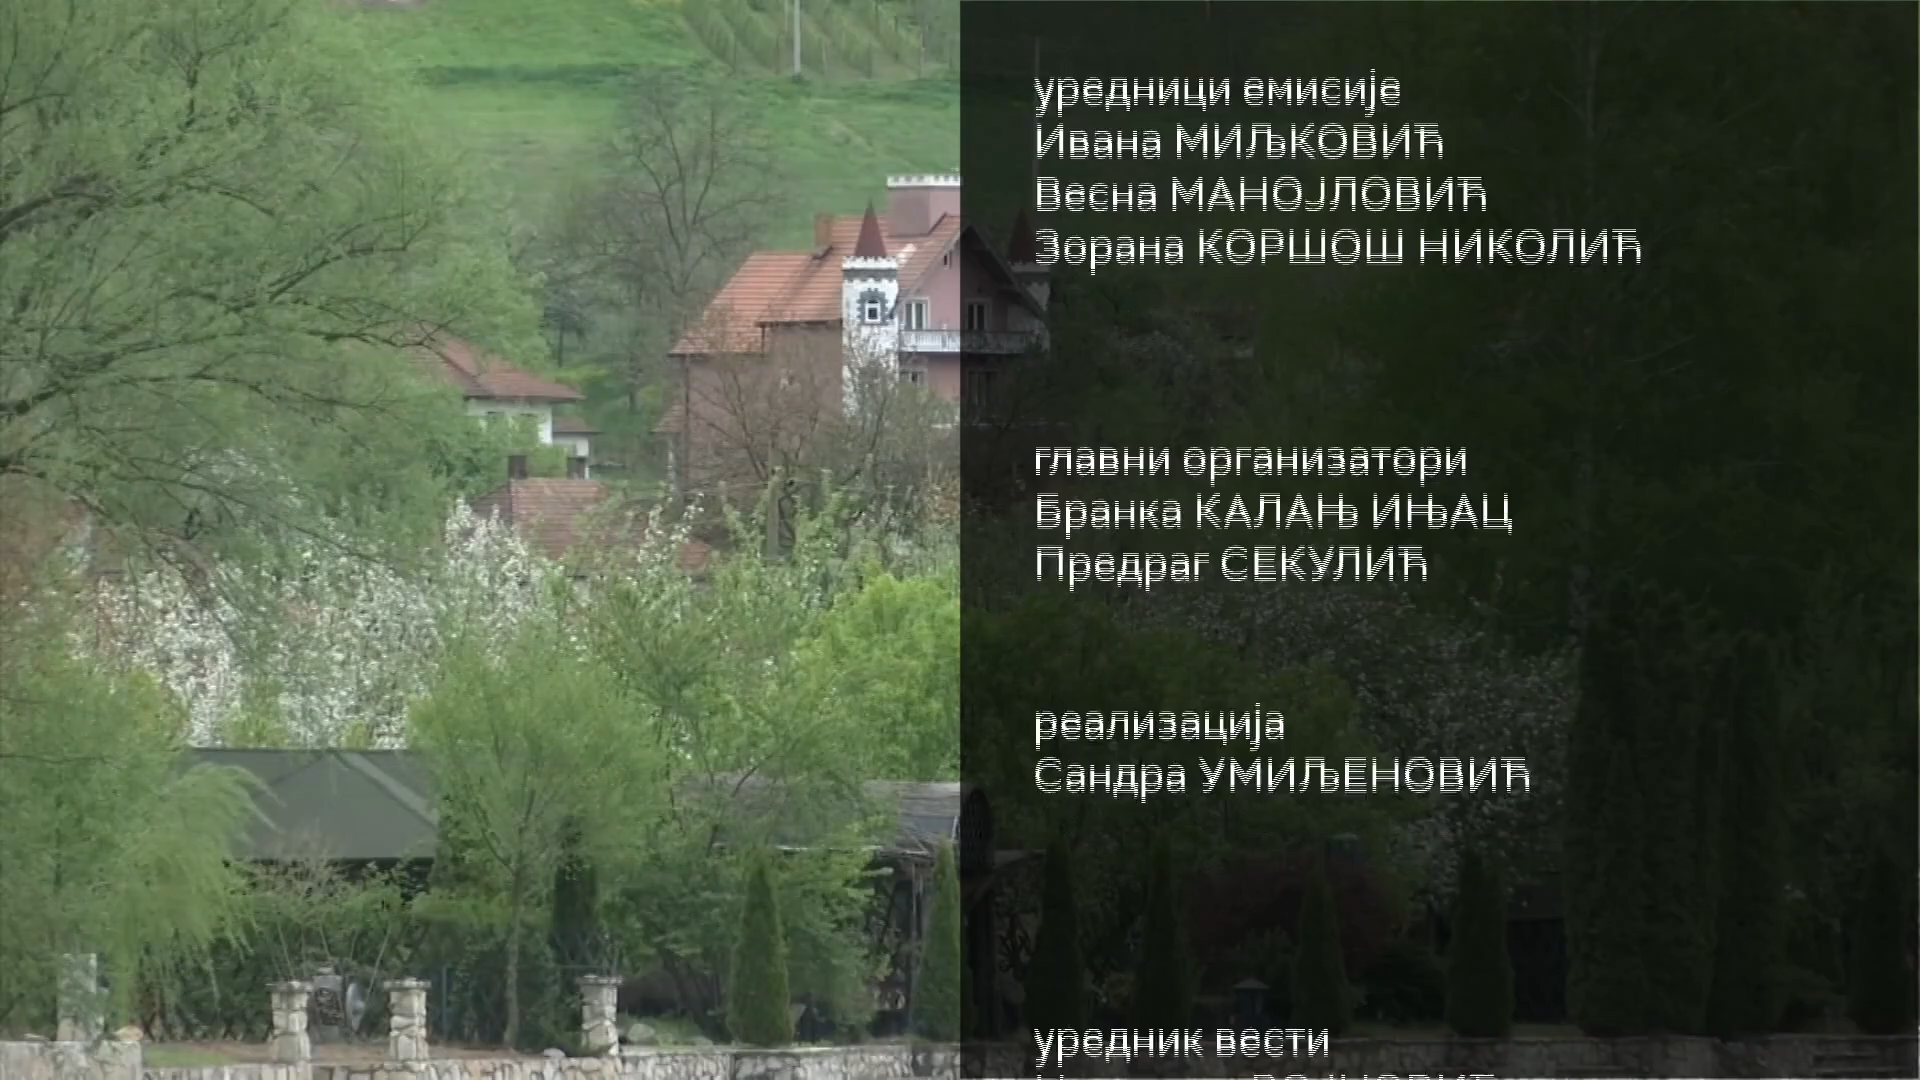 уредници емисије
Ивана МИЉКОВИЋ
Весна МАНОЈЛОВИЋ
Зорана КОРШОШ НИКОЛИЋ
главни организатори
Бранка КАЛАЊ ИЊАЦ
Предраг СЕКУЛИЋ
реализација
Сандра УМИЉЕНОВИЋ
уредник вести